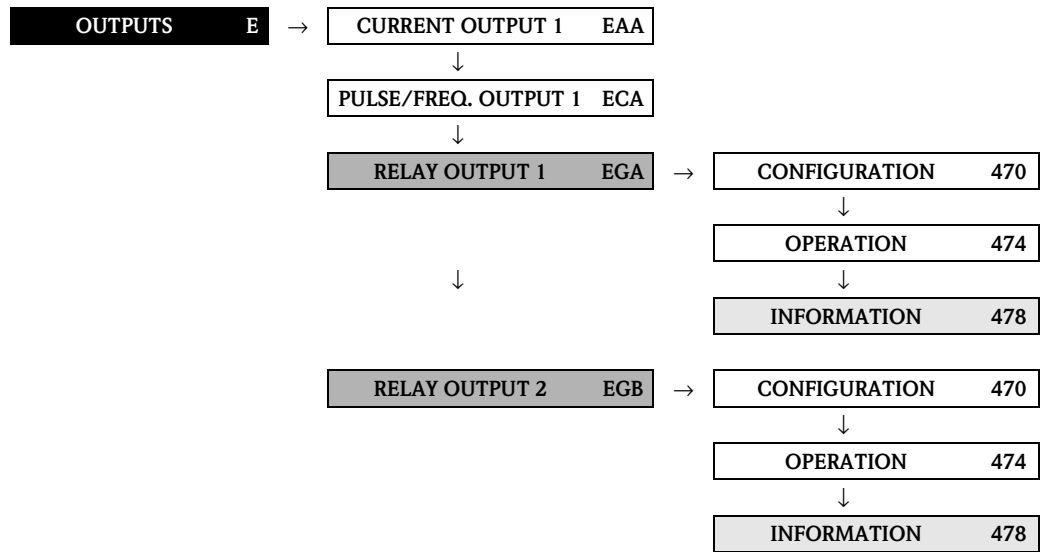 OUTPUTS E → CURRENT OUTPUT 1 EAA
↓
PULSE/FREQ. OUTPUT 1 ECA
↓
RELAY OUTPUT 1 EGA → CONFIGURATION 470
↓
OPERATION 474
↓ ↓
INFORMATION 478
RELAY OUTPUT 2 EGB → CONFIGURATION 470
↓
OPERATION 474
↓
INFORMATION 478